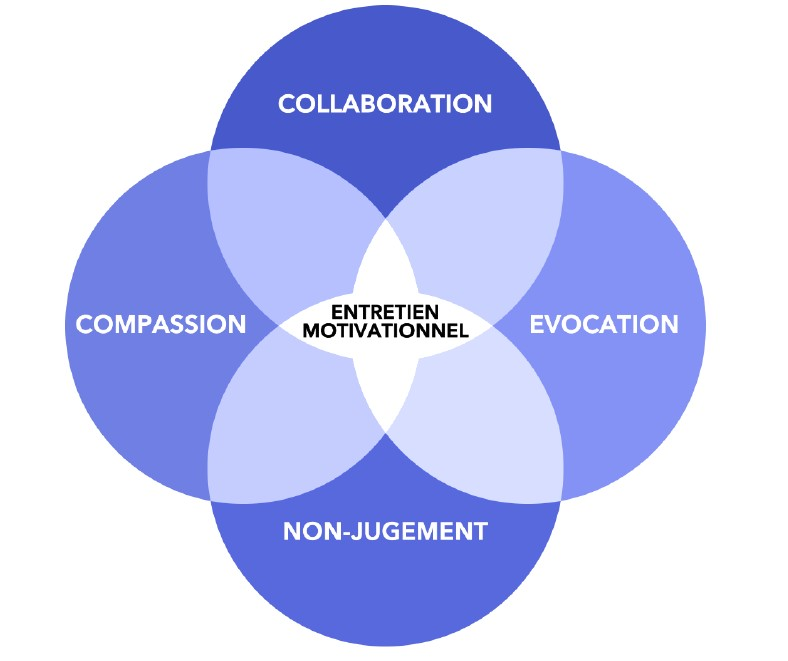 COLLABORATION
COMPASSION
ENTRETIEN
MOTIVATIONNEL
EVOCATION
NON-JUGEMENT